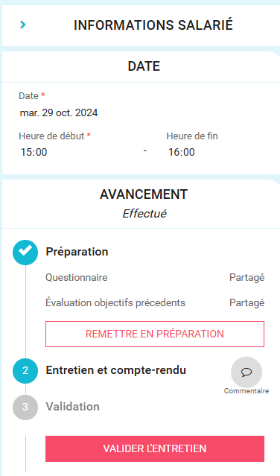 INFORMATIONS SALARIÉ
DATE
Date *
mar. 29 oct. 2024
Heure de début * Heure de fin
15:00 - 16:00
AVANCEMENT
Effectué
Préparation
Questionnaire Partagé
Évaluation objectifs précedents Partagé
REMETTRE EN PRÉPARATION
2 Entretien et compte-rendu
Commentaire
3 Validation
VALIDER L'ENTRETIEN